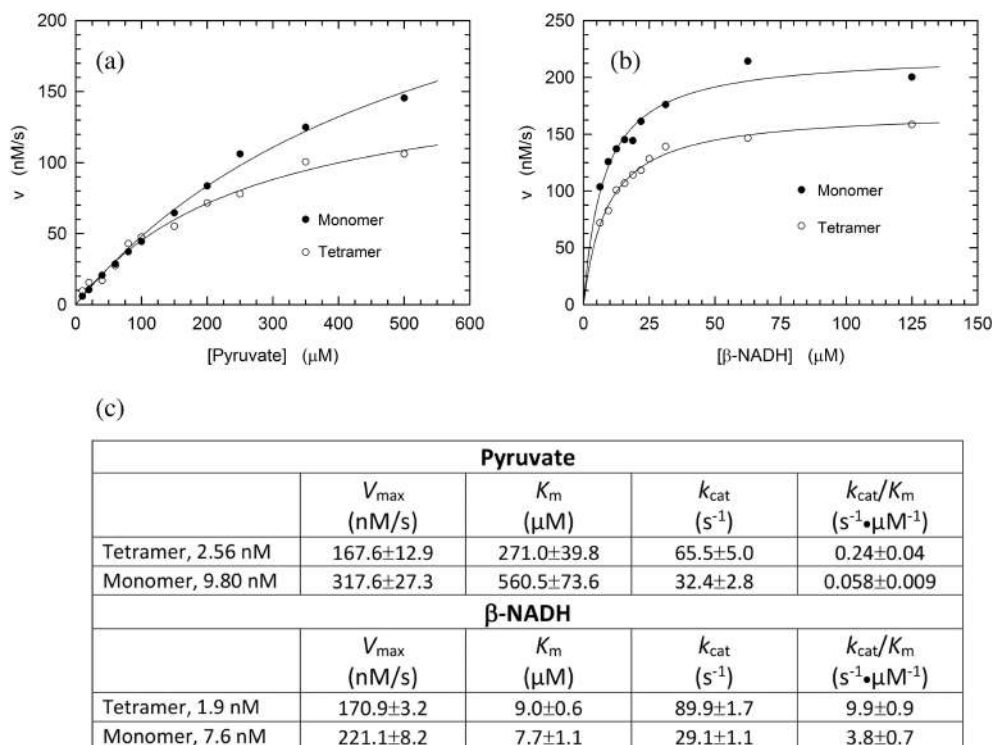 (a)
200
150
100
50
0
v (nM/s)
Monomer
Tetramer
0 100 200 300 400 500 600
[Pyruvate] (μM)
(b)
250
200
150
100
50
0
v (nM/s)
Monomer
Tetramer
0 25 50 75 100 125 150
[β-NADH] (μM)
(c)
Pyruvate
Vmax Km kcat kcat/Km
(nM/s) (μM) (s⁻¹) (s⁻¹•μM⁻¹)
Tetramer, 2.56 nM 167.6±12.9 271.0±39.8 65.5±5.0 0.24±0.04
Monomer, 9.80 nM 317.6±27.3 560.5±73.6 32.4±2.8 0.058±0.009
β-NADH
Vmax Km kcat kcat/Km
(nM/s) (μM) (s⁻¹) (s⁻¹•μM⁻¹)
Tetramer, 1.9 nM 170.9±3.2 9.0±0.6 89.9±1.7 9.9±0.9
Monomer, 7.6 nM 221.1±8.2 7.7±1.1 29.1±1.1 3.8±0.7